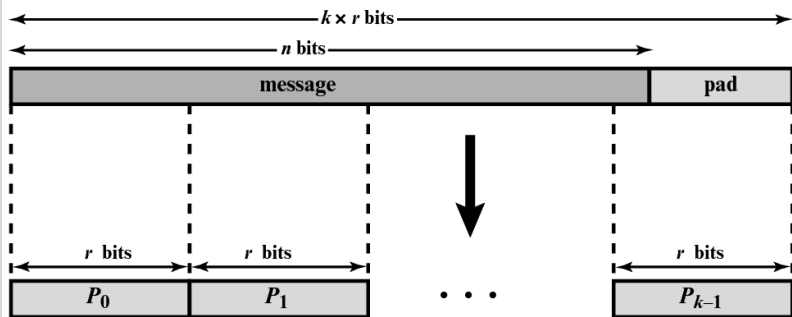 k × r bits
n bits
message pad
r bits r bits r bits
P0 P1 . . . Pk–1